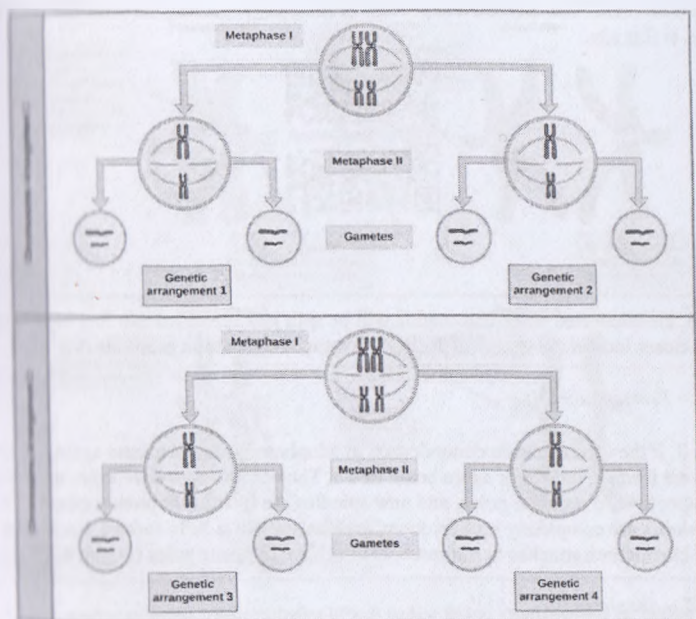 Metaphase I
Metaphase II
Gametes
Genetic
arrangement 1
Genetic
arrangement 2
Metaphase I
Metaphase II
Gametes
Genetic
arrangement 3
Genetic
arrangement 4